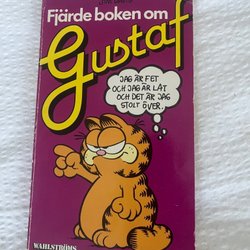 Fjärde boken om
Gustaf
JAG ÄR FET
OCH JAG ÄR LAT
OCH DET ÄR JAG
STOLT ÖVER.
WAHLSTRÖMS